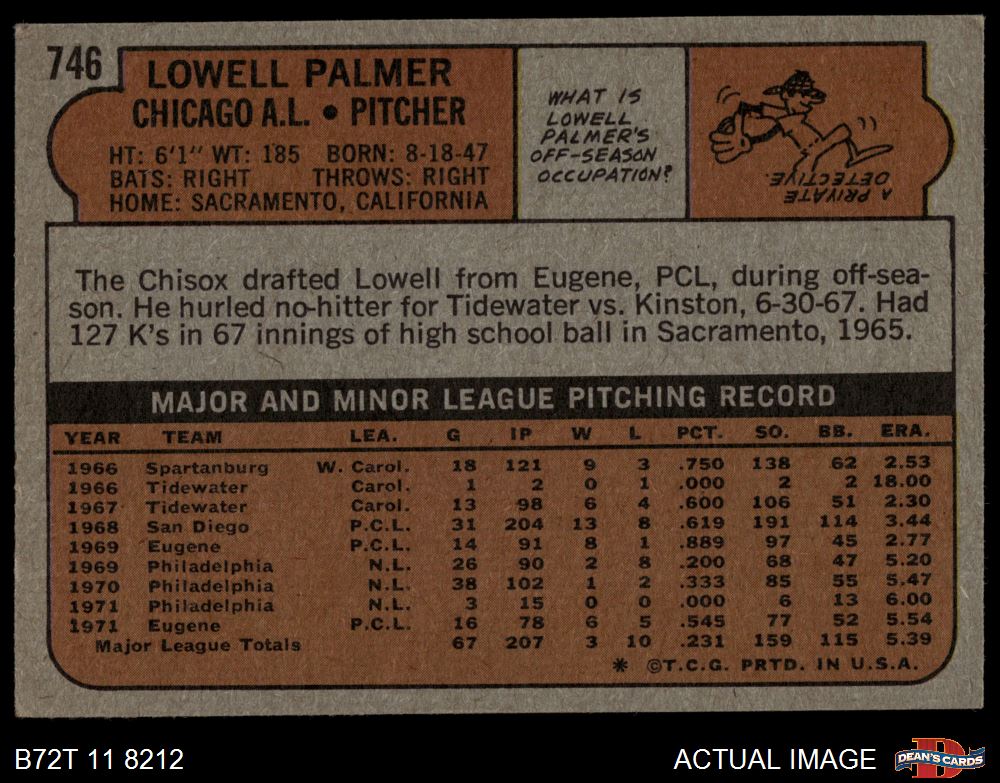 746
LOWELL PALMER
CHICAGO A.L. • PITCHER
HT: 6'1" WT: 185 BORN: 8-18-47
BATS: RIGHT THROWS: RIGHT
HOME: SACRAMENTO, CALIFORNIA
WHAT IS
LOWELL
PALMER'S
OFF-SEASON
OCCUPATION?
A PRIVATE
DETECTIVE.
The Chisox drafted Lowell from Eugene, PCL, during off-sea-
son. He hurled no-hitter for Tidewater vs. Kinston, 6-30-67. Had
127 K's in 67 innings of high school ball in Sacramento, 1965.
MAJOR AND MINOR LEAGUE PITCHING RECORD
YEAR TEAM LEA. G IP W L PCT. SO. BB. ERA.
1966 Spartanburg W. Carol. 18 121 9 3 .750 138 62 2.53
1966 Tidewater Carol. 1 2 0 1 .000 2 2 18.00
1967 Tidewater Carol. 13 98 6 4 .600 106 51 2.30
1968 San Diego P.C.L. 31 204 13 8 .619 191 114 3.44
1969 Eugene P.C.L. 14 91 8 1 .889 97 45 2.77
1969 Philadelphia N.L. 26 90 2 8 .200 68 47 5.20
1970 Philadelphia N.L. 38 102 1 2 .333 85 55 5.47
1971 Philadelphia N.L. 3 15 0 0 .000 6 13 6.00
1971 Eugene P.C.L. 16 78 6 5 .545 77 52 5.54
Major League Totals 67 207 3 10 .231 159 115 5.39
* ©T.C.G. PRTD. IN U.S.A.
B72T 11 8212
ACTUAL IMAGE
D
DEAN'S CARDS